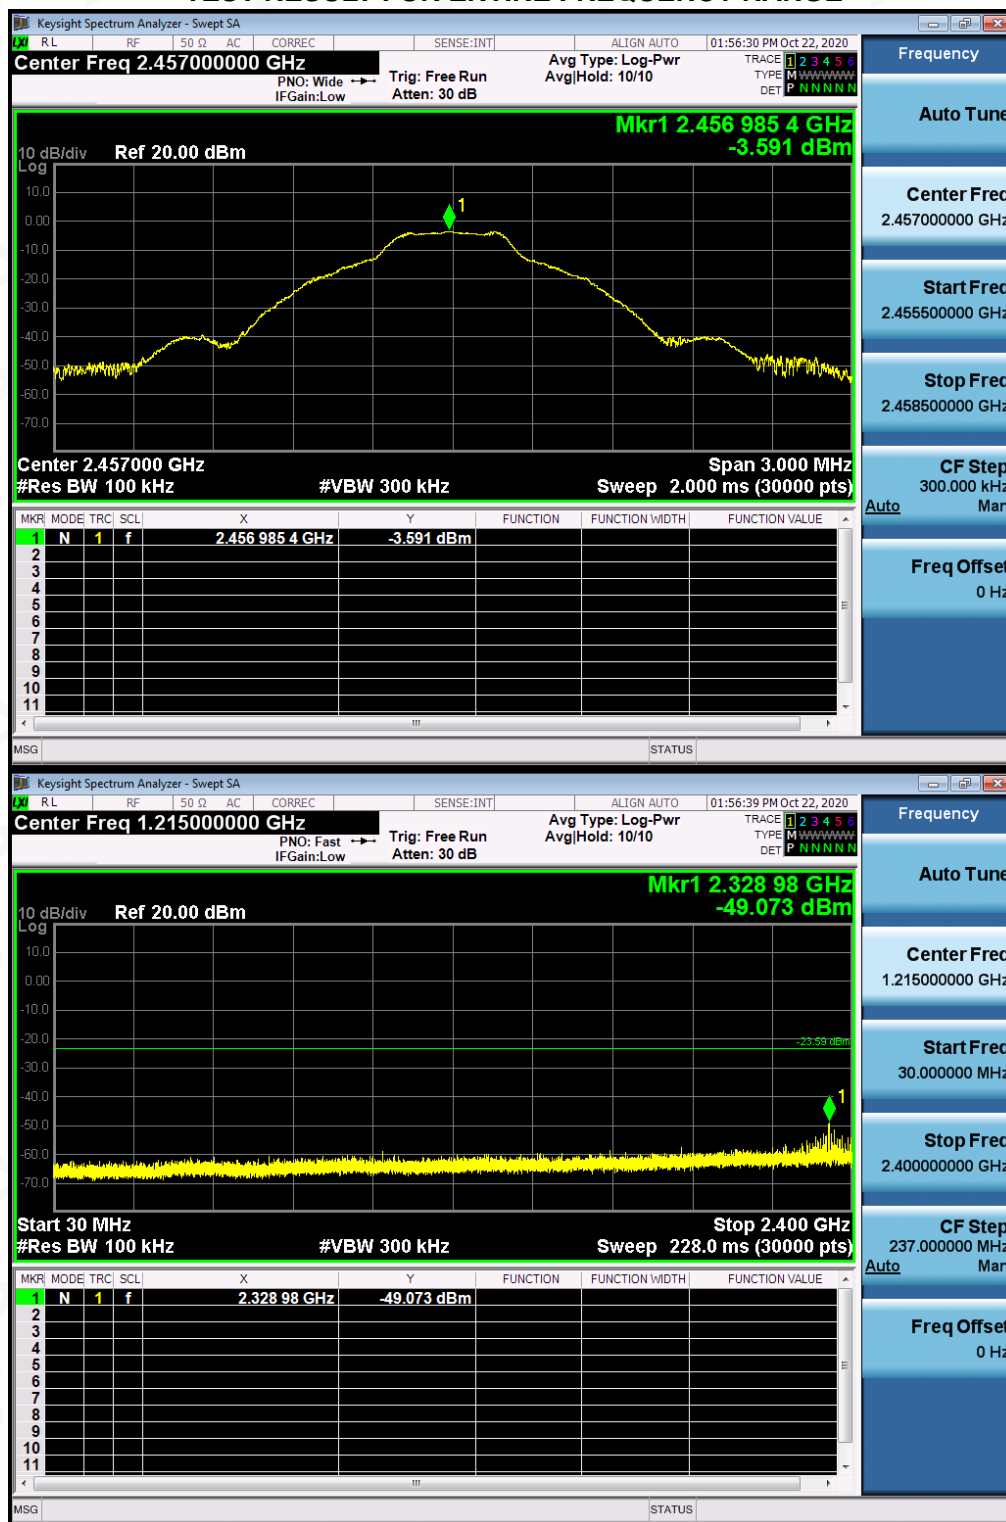 TEST RESULT FOR ENTIRE FREQUENCY RANGE
Keysight Spectrum Analyzer - Swept SA
LXI RL RF 50 Ω AC CORREC SENSE:INT ALIGN AUTO 01:56:30 PM Oct 22, 2020
Center Freq 2.457000000 GHz
PNO: Wide
IFGain:Low
Trig: Free Run
Atten: 30 dB
Avg Type: Log-Pwr
Avg|Hold: 10/10
TRACE 1 2 3 4 5 6
TYPE M WWWWW
DET P N N N N N
Mkr1 2.456 985 4 GHz
-3.591 dBm
10 dB/div Ref 20.00 dBm
Log
10.0
0.00
-10.0
-20.0
-30.0
-40.0
-50.0
-60.0
-70.0
1
Center 2.457000 GHz Span 3.000 MHz
#Res BW 100 kHz #VBW 300 kHz Sweep 2.000 ms (30000 pts)
MKR MODE TRC SCL X Y FUNCTION FUNCTION WIDTH FUNCTION VALUE
1 N 1 f 2.456 985 4 GHz -3.591 dBm
2
3
4
5
6
7
8
9
10
11
MSG STATUS
Frequency
Auto Tune
Center Freq
2.457000000 GHz
Start Freq
2.455500000 GHz
Stop Freq
2.458500000 GHz
CF Step
300.000 kHz
Auto Man
Freq Offset
0 Hz
Keysight Spectrum Analyzer - Swept SA
LXI RL RF 50 Ω AC CORREC SENSE:INT ALIGN AUTO 01:56:39 PM Oct 22, 2020
Center Freq 1.215000000 GHz
PNO: Fast
IFGain:Low
Trig: Free Run
Atten: 30 dB
Avg Type: Log-Pwr
Avg|Hold: 10/10
TRACE 1 2 3 4 5 6
TYPE M WWWWW
DET P N N N N N
Mkr1 2.328 98 GHz
-49.073 dBm
10 dB/div Ref 20.00 dBm
Log
10.0
0.00
-10.0
-20.0
-30.0
-40.0
-50.0
-60.0
-70.0
-23.59 dBm
1
Start 30 MHz Stop 2.400 GHz
#Res BW 100 kHz #VBW 300 kHz Sweep 228.0 ms (30000 pts)
MKR MODE TRC SCL X Y FUNCTION FUNCTION WIDTH FUNCTION VALUE
1 N 1 f 2.328 98 GHz -49.073 dBm
2
3
4
5
6
7
8
9
10
11
MSG STATUS
Frequency
Auto Tune
Center Freq
1.215000000 GHz
Start Freq
30.000000 MHz
Stop Freq
2.400000000 GHz
CF Step
237.000000 MHz
Auto Man
Freq Offset
0 Hz